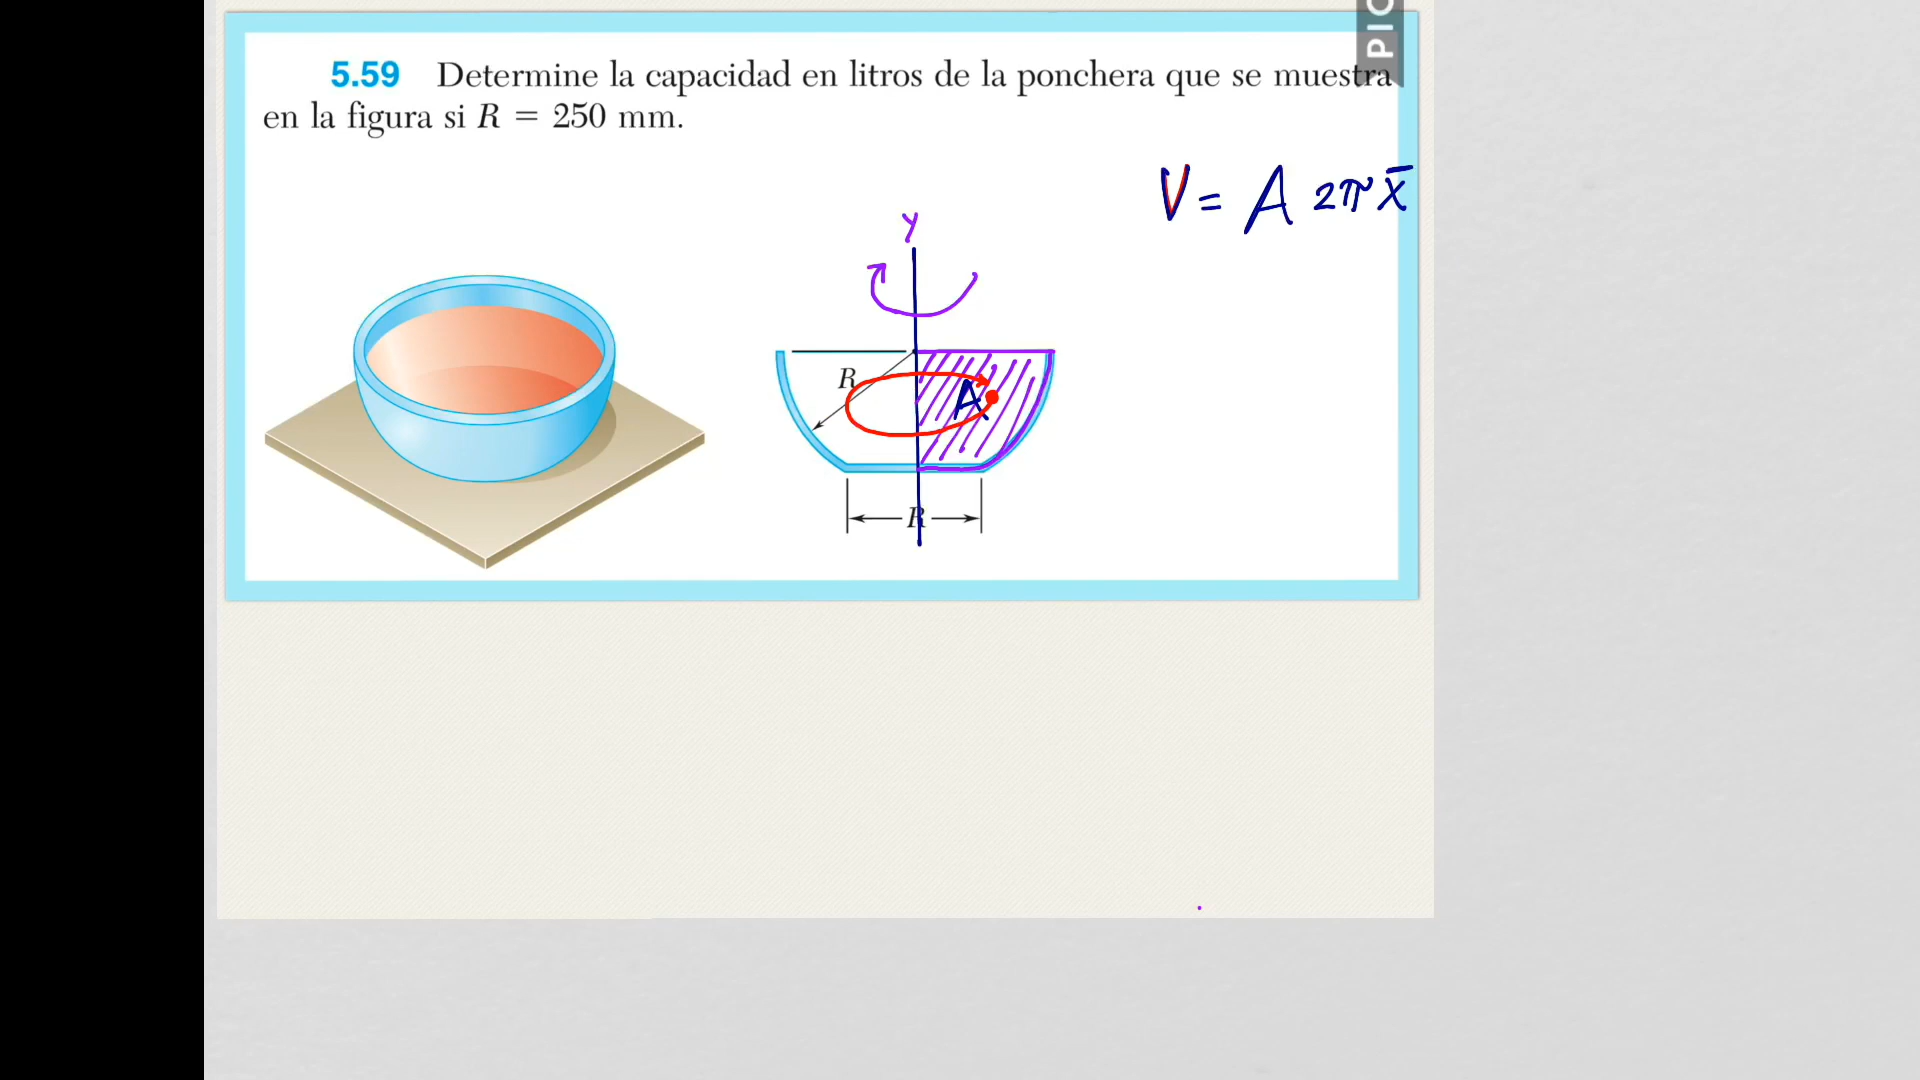 PIC
5.59 Determine la capacidad en litros de la ponchera que se muestra
en la figura si R = 250 mm.
V = A 2π x̄
y
R
A
R